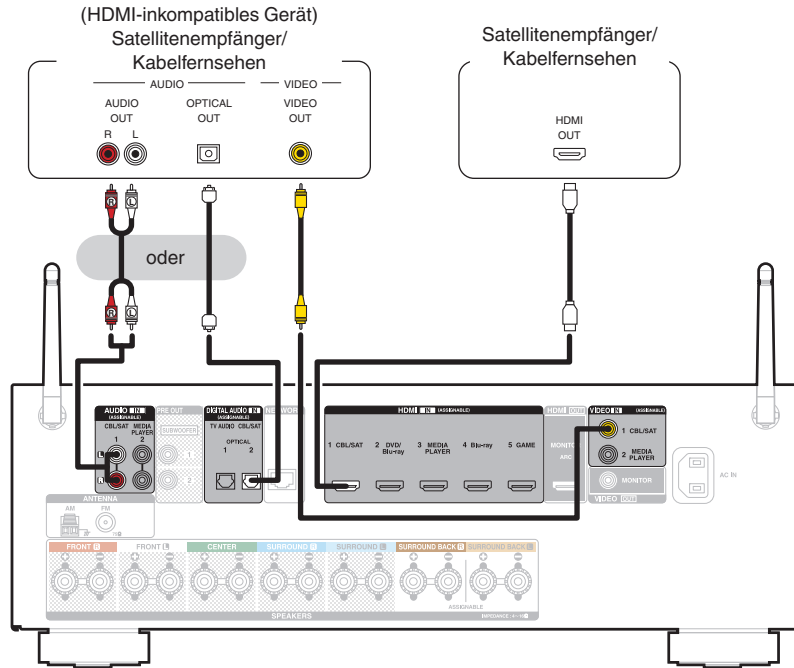 (HDMI-inkompatibles Gerät)
Satellitenempfänger/
Kabelfernsehen
AUDIO
VIDEO
AUDIO
OUT
OPTICAL
OUT
VIDEO
OUT
R L
Satellitenempfänger/
Kabelfernsehen
HDMI
OUT
R L
oder
R L
AUDIO IN
(ASSIGNABLE)
CBL/SAT
1
MEDIA
PLAYER
2
L
R
PRE OUT
SUBWOOFER
1
2
DIGITAL AUDIO IN
(ASSIGNABLE)
TV AUDIO CBL/SAT
OPTICAL
1 2
NETWORK
HDMI IN (ASSIGNABLE)
1 CBL/SAT
2 DVD/
Blu-ray
3 MEDIA
PLAYER
4 Blu-ray
5 GAME
HDMI OUT
MONITOR
ARC
VIDEO IN (ASSIGNABLE)
1 CBL/SAT
2 MEDIA
PLAYER
MONITOR
VIDEO OUT
AC IN
ANTENNA
AM FM
FRONT R
FRONT L
CENTER
SURROUND R
SURROUND L
SURROUND BACK R
SURROUND BACK L
ASSIGNABLE
SPEAKERS